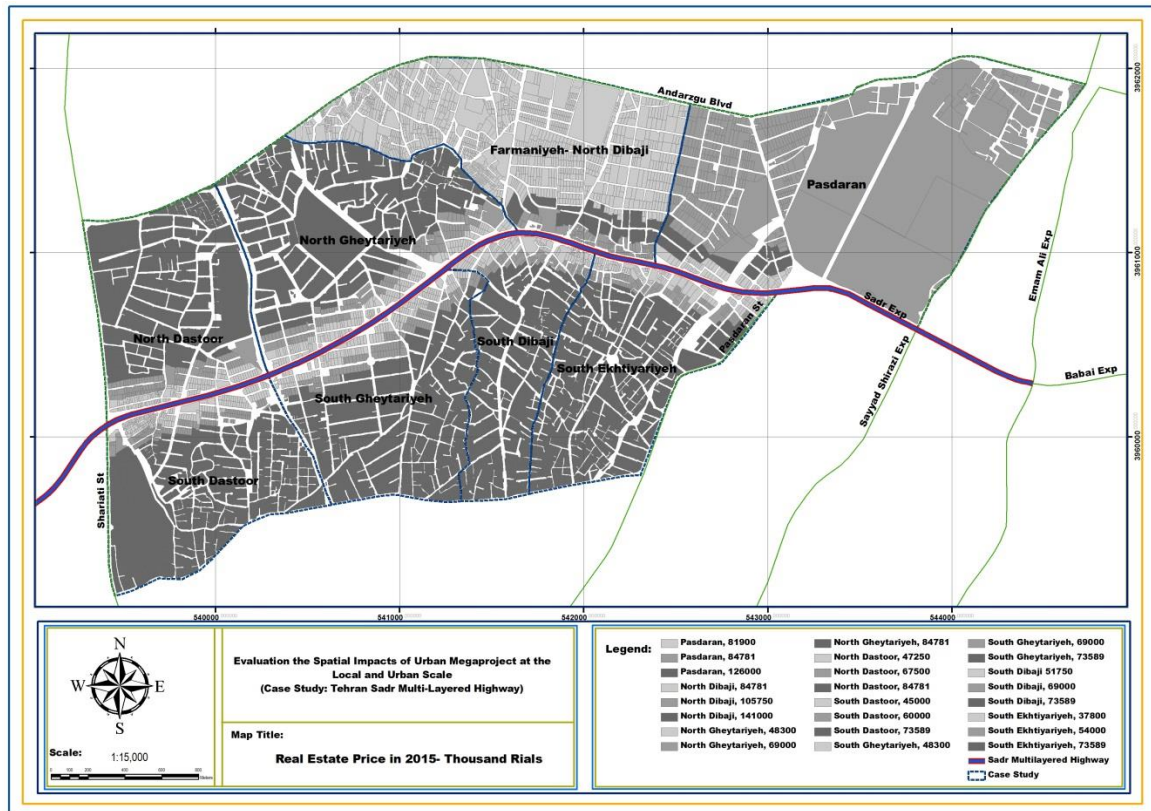 Andarzgu Blvd
Farmaniyeh- North Dibaji
Pasdaran
North Gheytariyeh
North Dastoor
South Dibaji
South Ekhtiyariyeh
South Gheytariyeh
South Dastoor
Shariati St
Pasdaran St
Sadr Exp
Sayyad Shirazi Exp
Emam Ali Exp
Babai Exp
3962000
3961000
3960000
540000
541000
542000
543000
544000
N
W E
S
Scale:
1:15,000
Evaluation the Spatial Impacts of Urban Megaproject at the
Local and Urban Scale
(Case Study: Tehran Sadr Multi-Layered Highway)
Map Title:
Real Estate Price in 2015- Thousand Rials
Legend:
Pasdaran, 81900
Pasdaran, 84781
Pasdaran, 126000
North Dibaji, 84781
North Dibaji, 105750
North Dibaji, 141000
North Gheytariyeh, 48300
North Gheytariyeh, 69000
North Gheytariyeh, 84781
North Dastoor, 47250
North Dastoor, 67500
North Dastoor, 84781
South Dastoor, 45000
South Dastoor, 60000
South Dastoor, 73589
South Gheytariyeh, 48300
South Gheytariyeh, 69000
South Gheytariyeh, 73589
South Dibaji 51750
South Dibaji, 69000
South Dibaji, 73589
South Ekhtiyariyeh, 37800
South Ekhtiyariyeh, 54000
South Ekhtiyariyeh, 73589
Sadr Multilayered Highway
Case Study